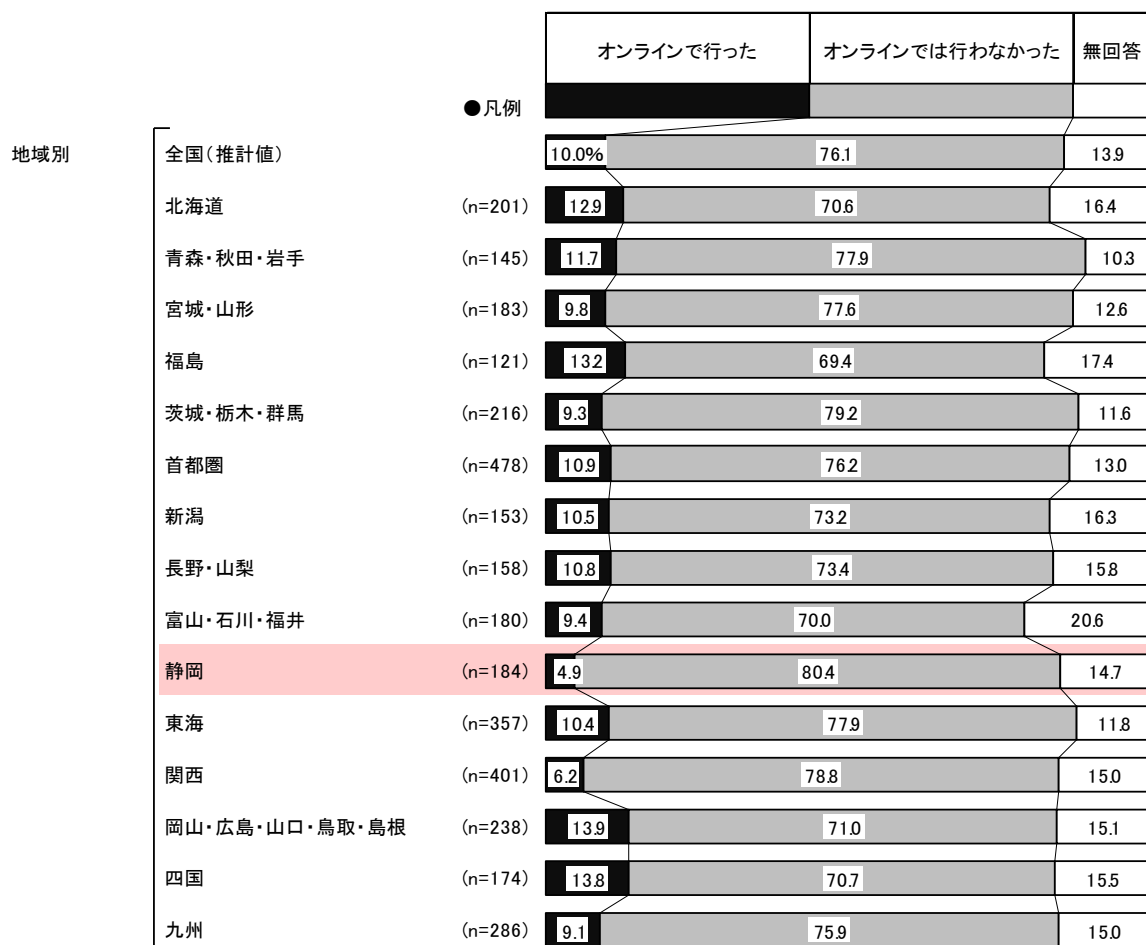 オンラインで行った オンラインでは行わなかった 無回答
●凡例
地域別 全国(推計値) 10.0% 76.1 13.9
北海道 (n=201) 12.9 70.6 16.4
青森・秋田・岩手 (n=145) 11.7 77.9 10.3
宮城・山形 (n=183) 9.8 77.6 12.6
福島 (n=121) 13.2 69.4 17.4
茨城・栃木・群馬 (n=216) 9.3 79.2 11.6
首都圏 (n=478) 10.9 76.2 13.0
新潟 (n=153) 10.5 73.2 16.3
長野・山梨 (n=158) 10.8 73.4 15.8
富山・石川・福井 (n=180) 9.4 70.0 20.6
静岡 (n=184) 4.9 80.4 14.7
東海 (n=357) 10.4 77.9 11.8
関西 (n=401) 6.2 78.8 15.0
岡山・広島・山口・鳥取・島根 (n=238) 13.9 71.0 15.1
四国 (n=174) 13.8 70.7 15.5
九州 (n=286) 9.1 75.9 15.0